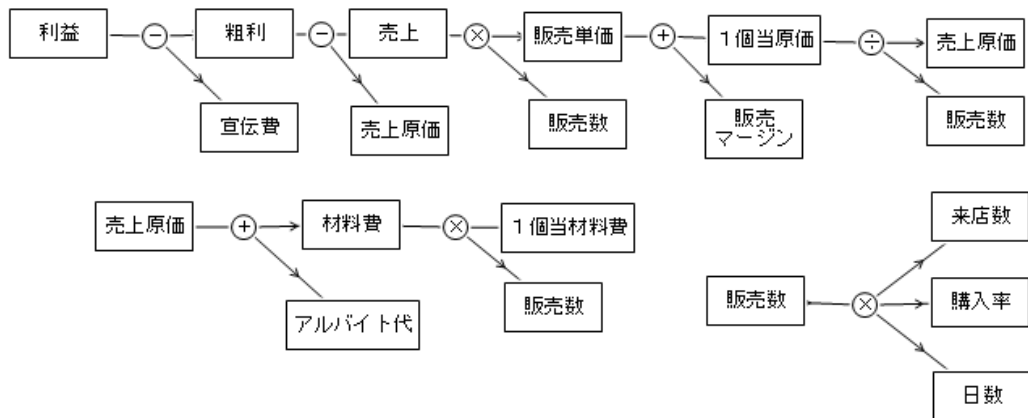 利益
粗利
売上
販売単価
1個当原価
売上原価
宣伝費
売上原価
販売数
販売
マージン
販売数
売上原価
材料費
1個当材料費
アルバイト代
販売数
販売数
来店数
購入率
日数